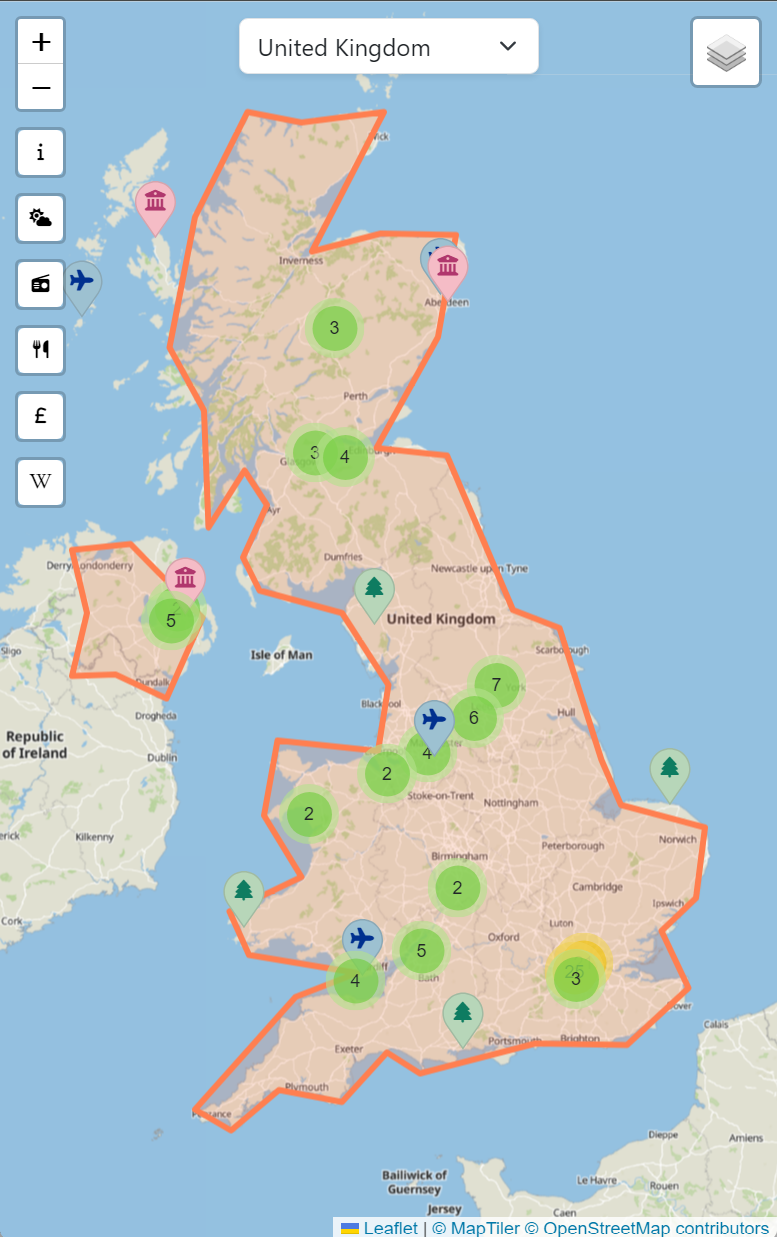 +
United Kingdom
−
i
£
W
Wick
Inverness
Aberdeen
3
Perth
3
4
Edinburgh
Glasgow
Ayr
Dumfries
Newcastle upon Tyne
Derry/Londonderry
5
United Kingdom
Sligo
Isle of Man
Scarborough
Dundalk
7
York
Blackpool
Drogheda
6
Hull
Republic
of Ireland
4
Dublin
2
Stoke-on-Trent
Nottingham
2
Kilkenny
Norwich
Peterborough
Birmingham
2
Cambridge
Ipswich
Cork
Luton
Oxford
5
Bath
4
25
3
Dover
Calais
Portsmouth
Brighton
Exeter
Plymouth
Penzance
Dieppe
Amiens
Bailiwick of
Guernsey
Le Havre
Rouen
Jersey
Caen
Leaflet | © MapTiler © OpenStreetMap contributors